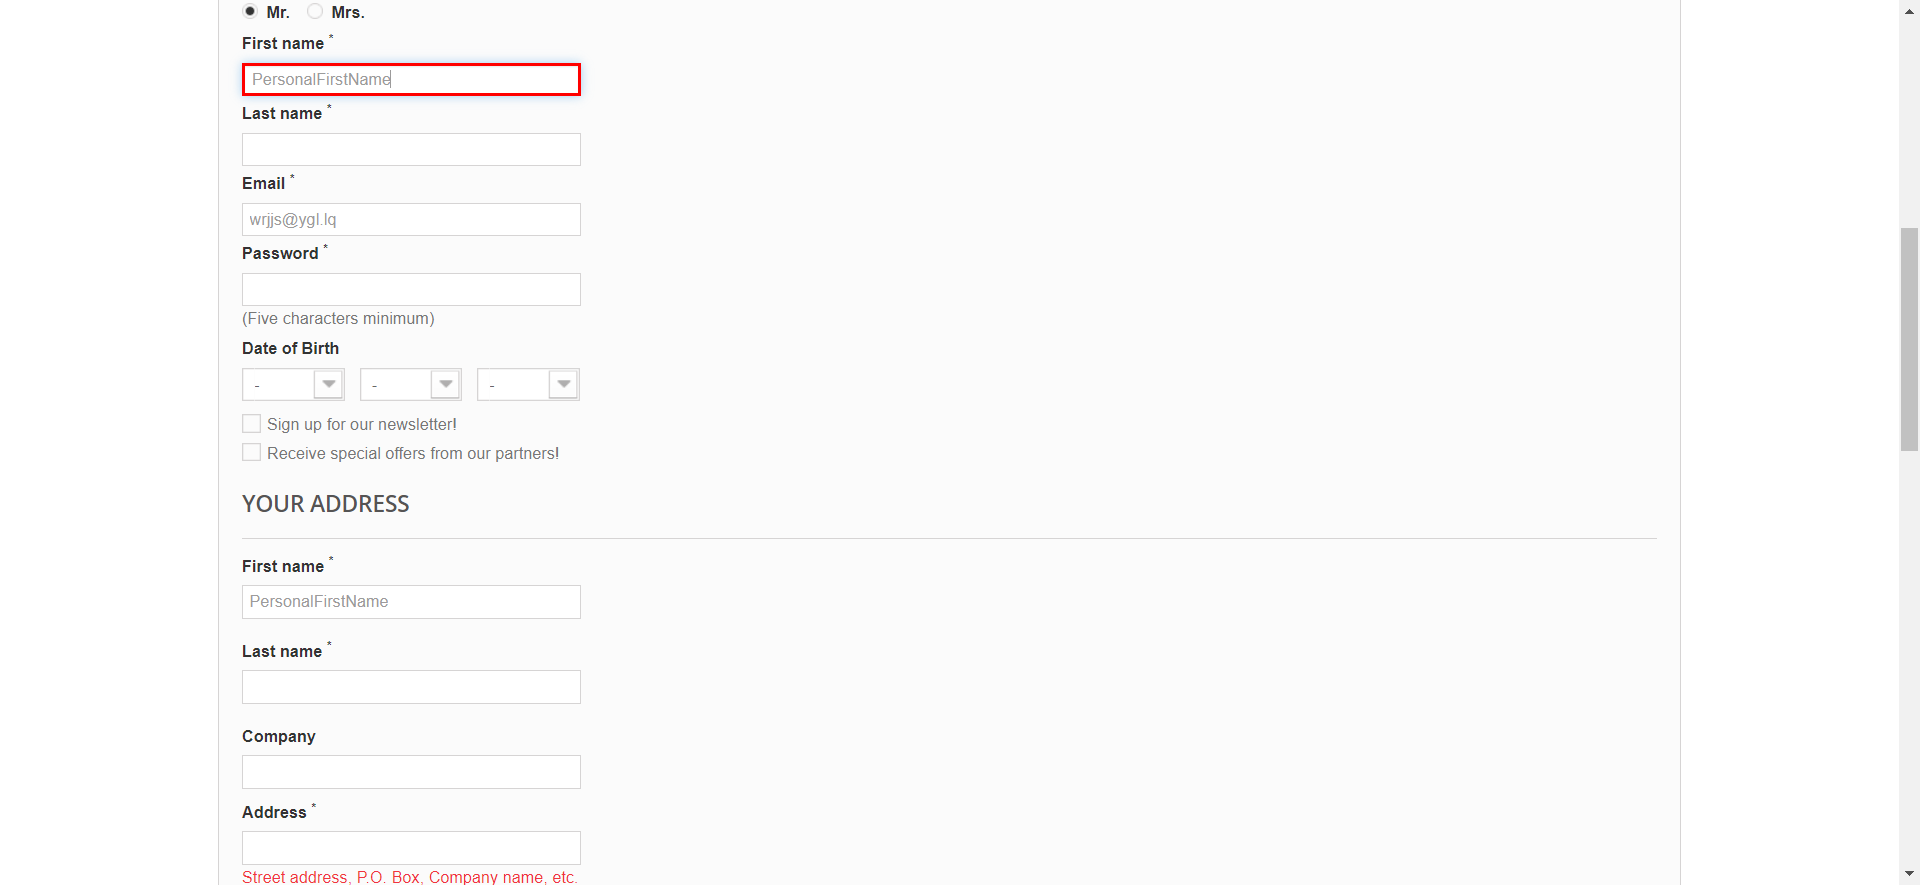 Mr. Mrs.
First name *
PersonalFirstName
Last name *
Email *
wrjjs@ygl.lq
Password *
(Five characters minimum)
Date of Birth
- - -
Sign up for our newsletter!
Receive special offers from our partners!
YOUR ADDRESS
First name *
PersonalFirstName
Last name *
Company
Address *
Street address, P.O. Box, Company name, etc.